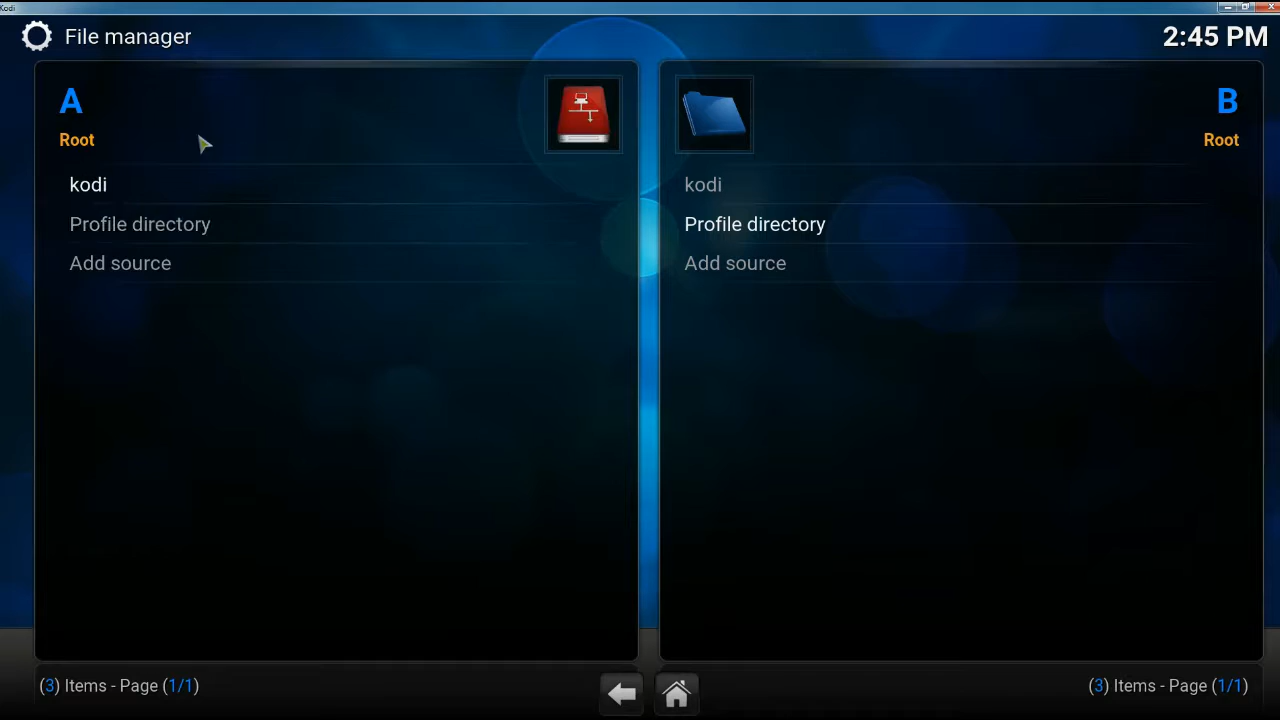 Kodi
File manager
2:45 PM
A
Root
kodi
Profile directory
Add source
(3) Items - Page (1/1)
B
Root
kodi
Profile directory
Add source
(3) Items - Page (1/1)